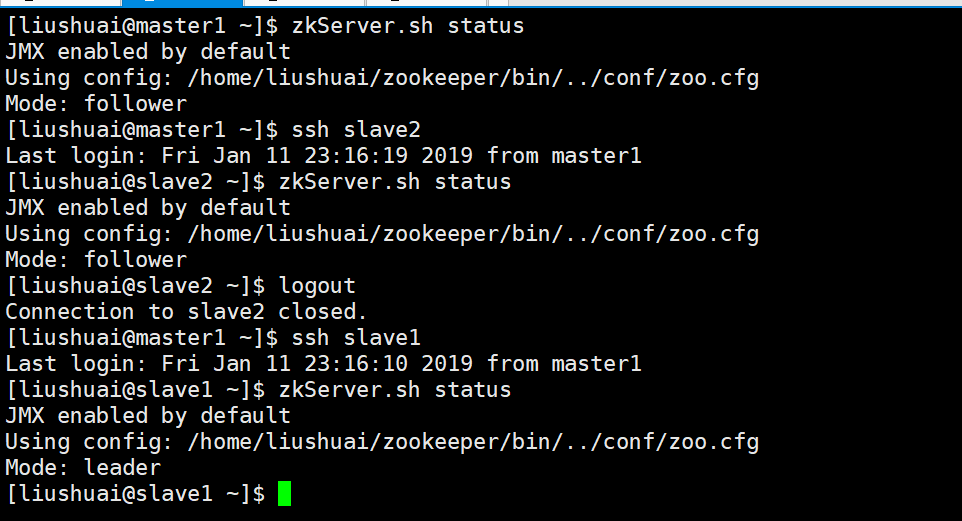 [liushuai@master1 ~]$ zkServer.sh status
JMX enabled by default
Using config: /home/liushuai/zookeeper/bin/../conf/zoo.cfg
Mode: follower
[liushuai@master1 ~]$ ssh slave2
Last login: Fri Jan 11 23:16:19 2019 from master1
[liushuai@slave2 ~]$ zkServer.sh status
JMX enabled by default
Using config: /home/liushuai/zookeeper/bin/../conf/zoo.cfg
Mode: follower
[liushuai@slave2 ~]$ logout
Connection to slave2 closed.
[liushuai@master1 ~]$ ssh slave1
Last login: Fri Jan 11 23:16:10 2019 from master1
[liushuai@slave1 ~]$ zkServer.sh status
JMX enabled by default
Using config: /home/liushuai/zookeeper/bin/../conf/zoo.cfg
Mode: leader
[liushuai@slave1 ~]$